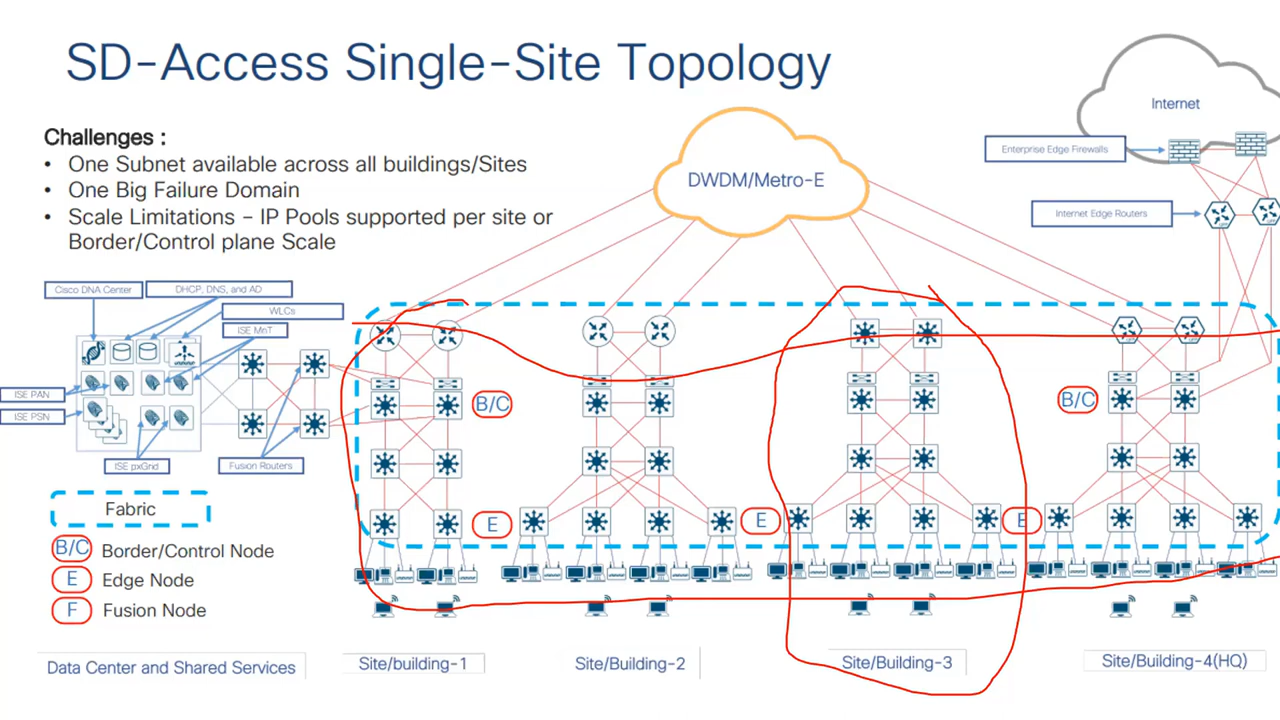 SD-Access Single-Site Topology
Challenges :
• One Subnet available across all buildings/Sites
• One Big Failure Domain
• Scale Limitations – IP Pools supported per site or
Border/Control plane Scale
DWDM/Metro-E
Internet
Enterprise Edge Firewalls
Internet Edge Routers
Cisco DNA Center
DHCP, DNS, and AD
WLCs
ISE MnT
ISE PAN
ISE PSN
ISE pxGrid
Fusion Routers
B/C
B/C
E
E
E
Fabric
B/C Border/Control Node
E Edge Node
F Fusion Node
Data Center and Shared Services
Site/building-1
Site/Building-2
Site/Building-3
Site/Building-4(HQ)